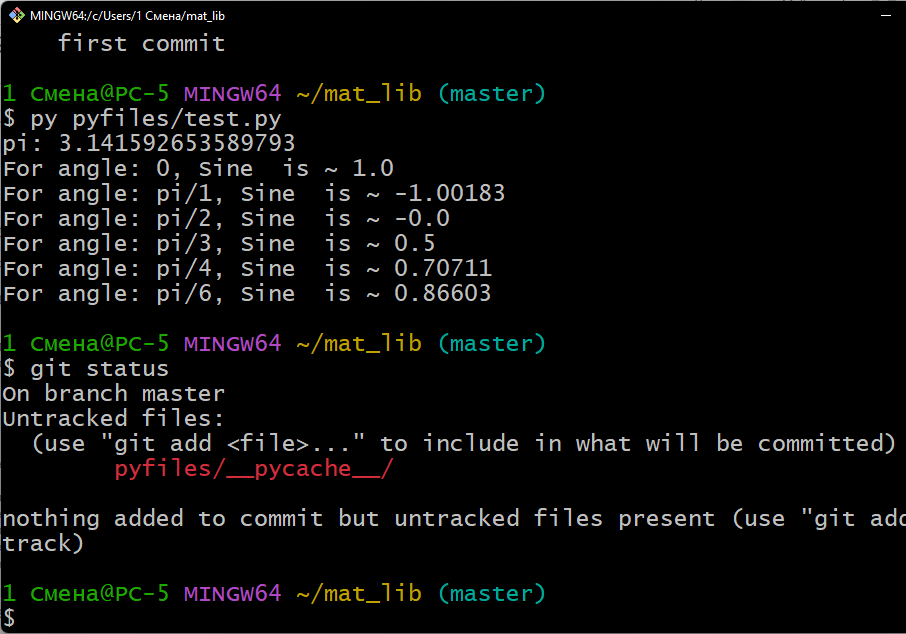 MINGW64:/c/Users/1 Смена/mat_lib
first commit
1 Смена@PC-5 MINGW64 ~/mat_lib (master)
$ py pyfiles/test.py
pi: 3.141592653589793
For angle: 0, Sine  is ~ 1.0
For angle: pi/1, Sine  is ~ -1.00183
For angle: pi/2, Sine  is ~ -0.0
For angle: pi/3, Sine  is ~ 0.5
For angle: pi/4, Sine  is ~ 0.70711
For angle: pi/6, Sine  is ~ 0.86603
1 Смена@PC-5 MINGW64 ~/mat_lib (master)
$ git status
On branch master
Untracked files:
(use "git add <file>..." to include in what will be committed)
pyfiles/__pycache__/
nothing added to commit but untracked files present (use "git add
track)
1 Смена@PC-5 MINGW64 ~/mat_lib (master)
$